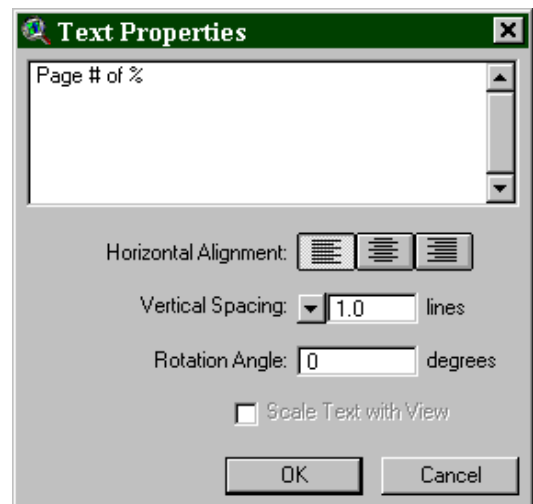 Text Properties
Page # of %
Horizontal Alignment:
Vertical Spacing: 1.0 lines
Rotation Angle: 0 degrees
Scale Text with View
OK Cancel